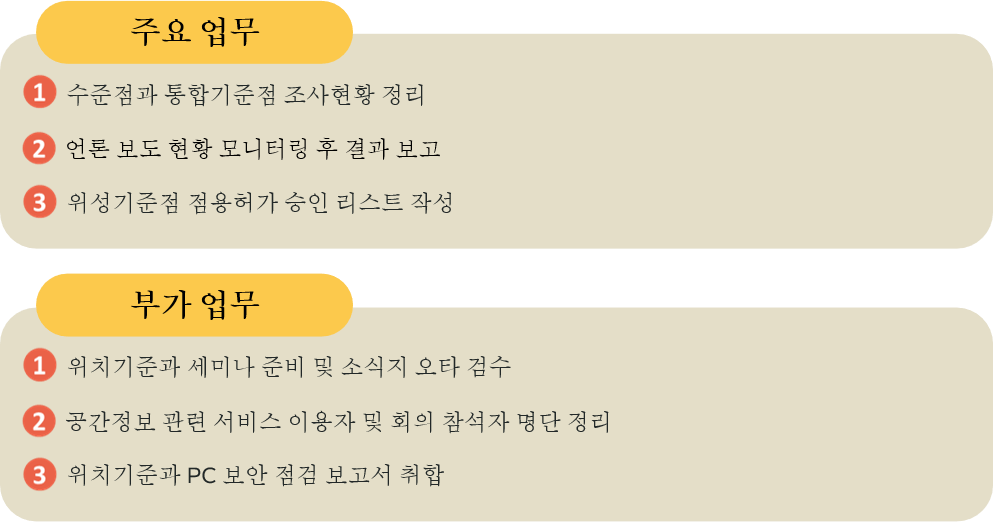 주요 업무
1 수준점과 통합기준점 조사현황 정리
2 언론 보도 현황 모니터링 후 결과 보고
3 위성기준점 점용허가 승인 리스트 작성
부가 업무
1 위치기준과 세미나 준비 및 소식지 오타 검수
2 공간정보 관련 서비스 이용자 및 회의 참석자 명단 정리
3 위치기준과 PC 보안 점검 보고서 취합